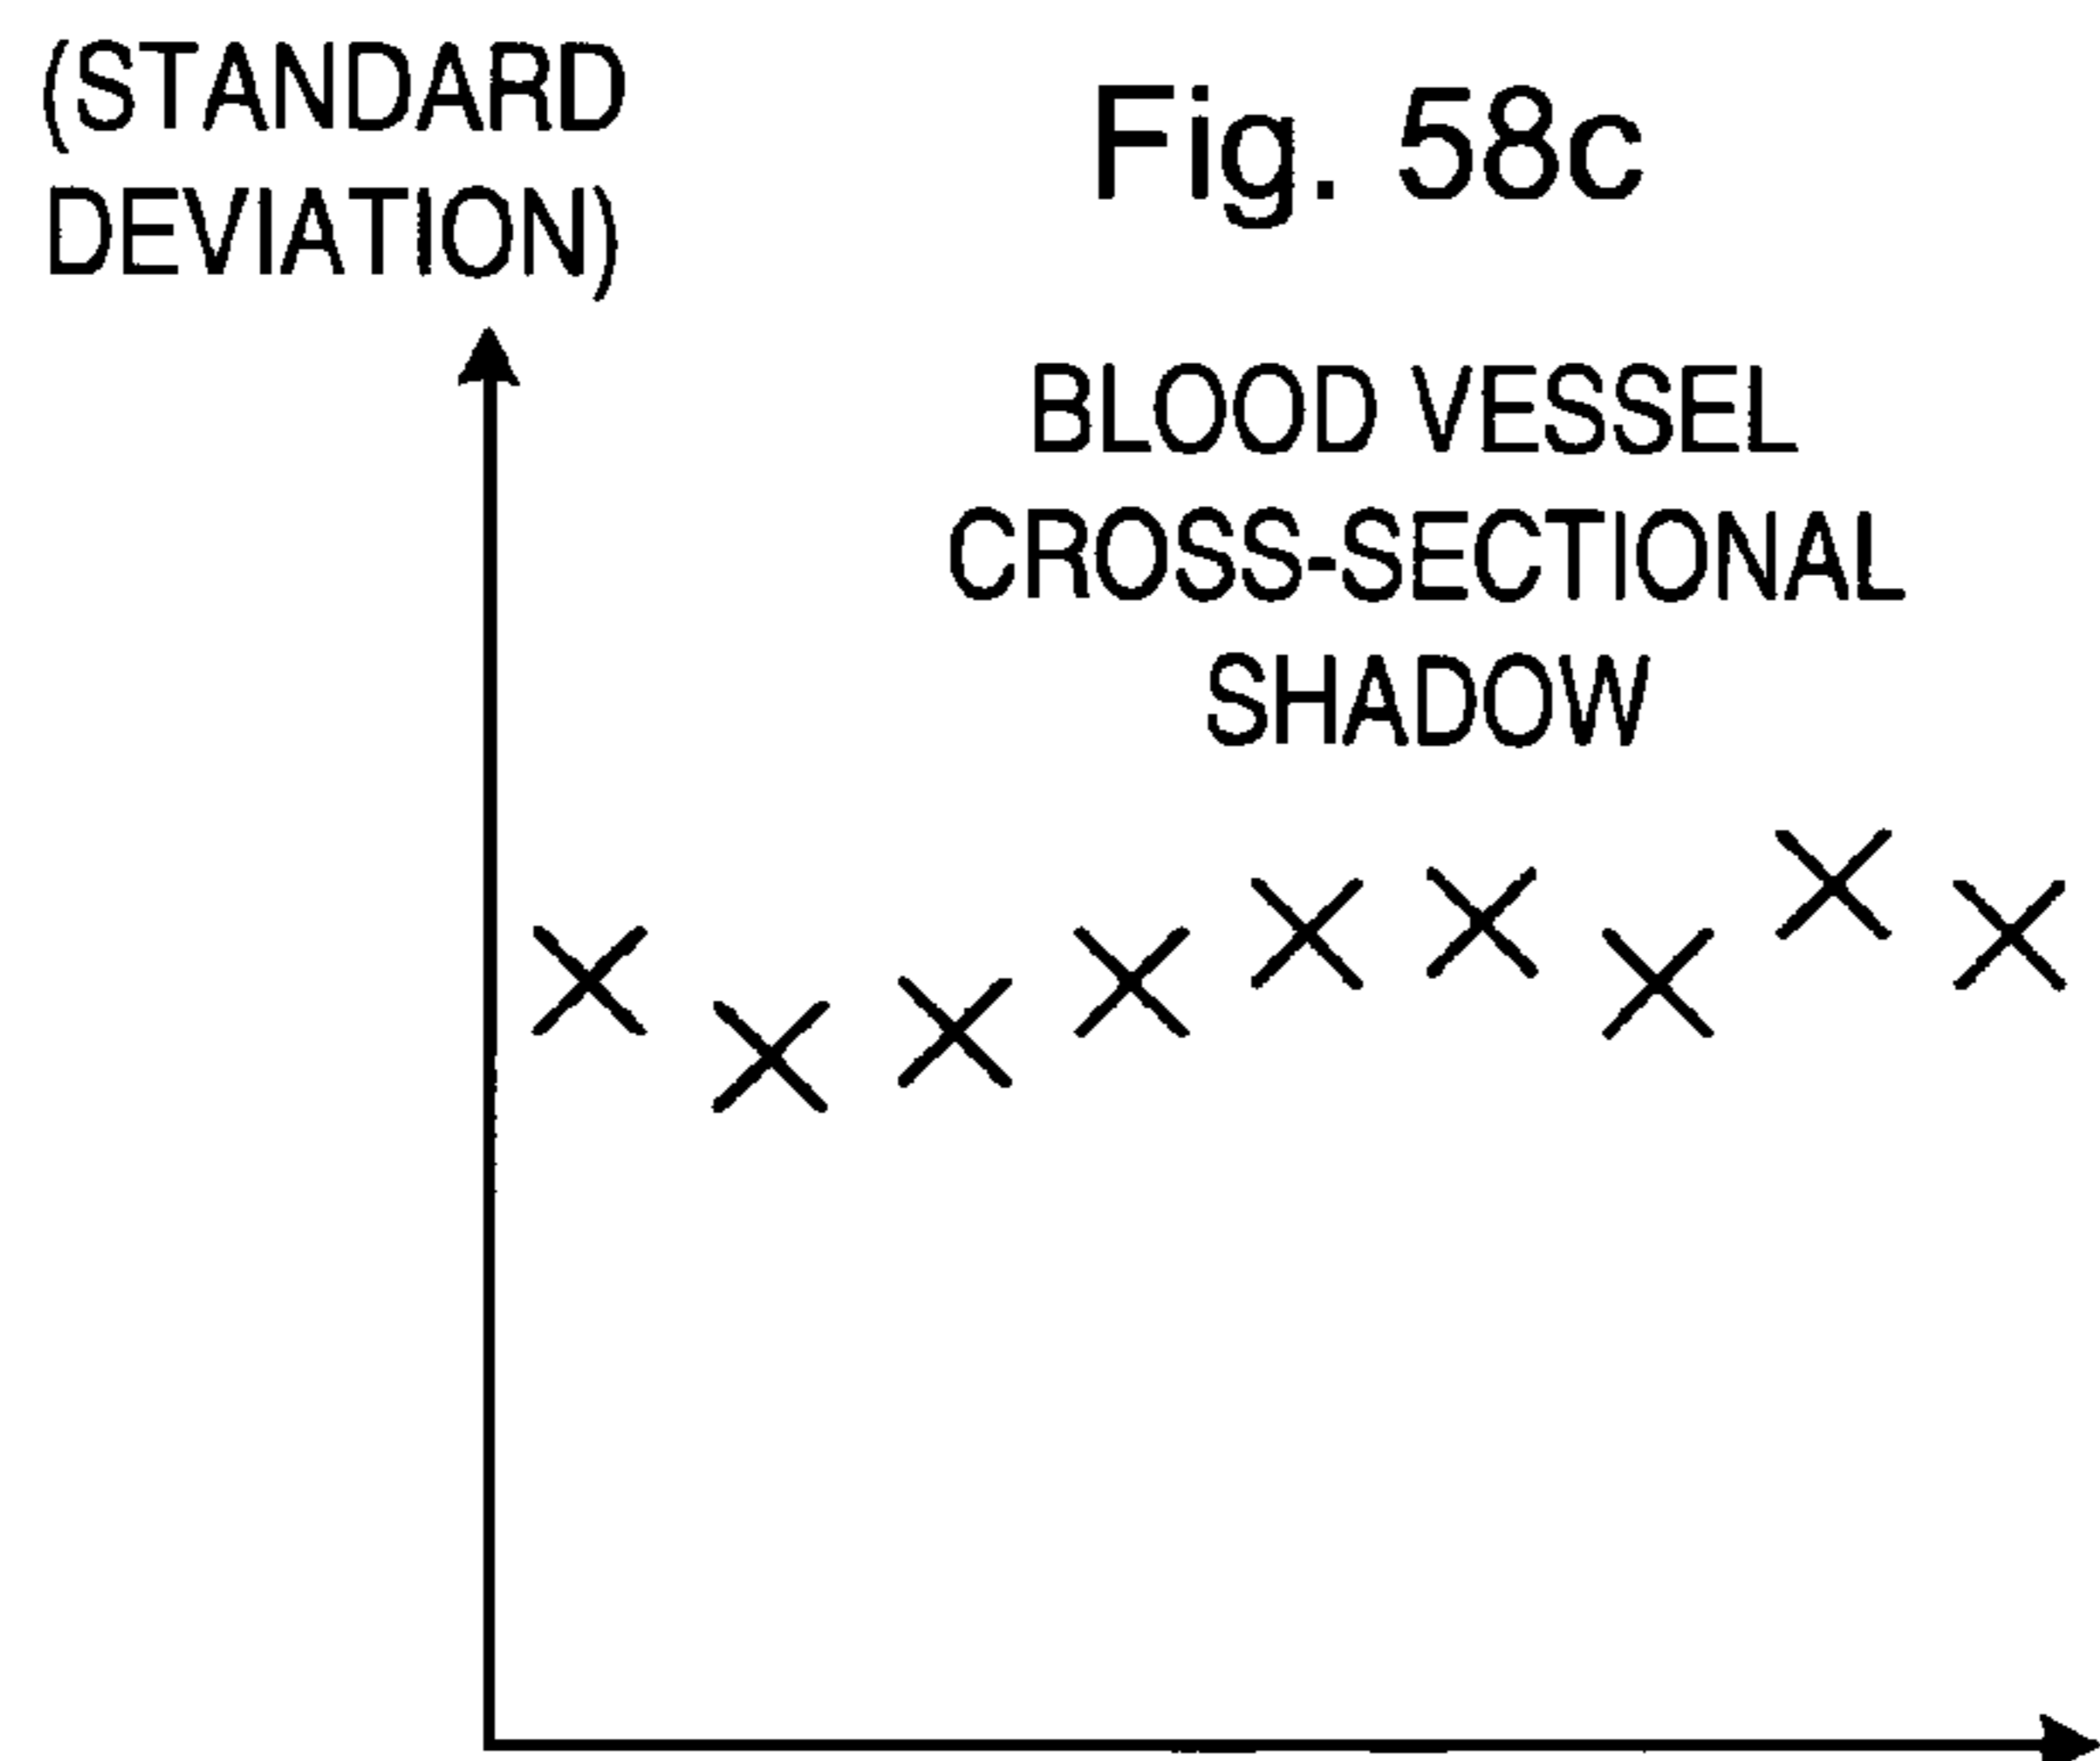 (STANDARD
DEVIATION)
Fig. 58c
BLOOD VESSEL
CROSS-SECTIONAL
SHADOW